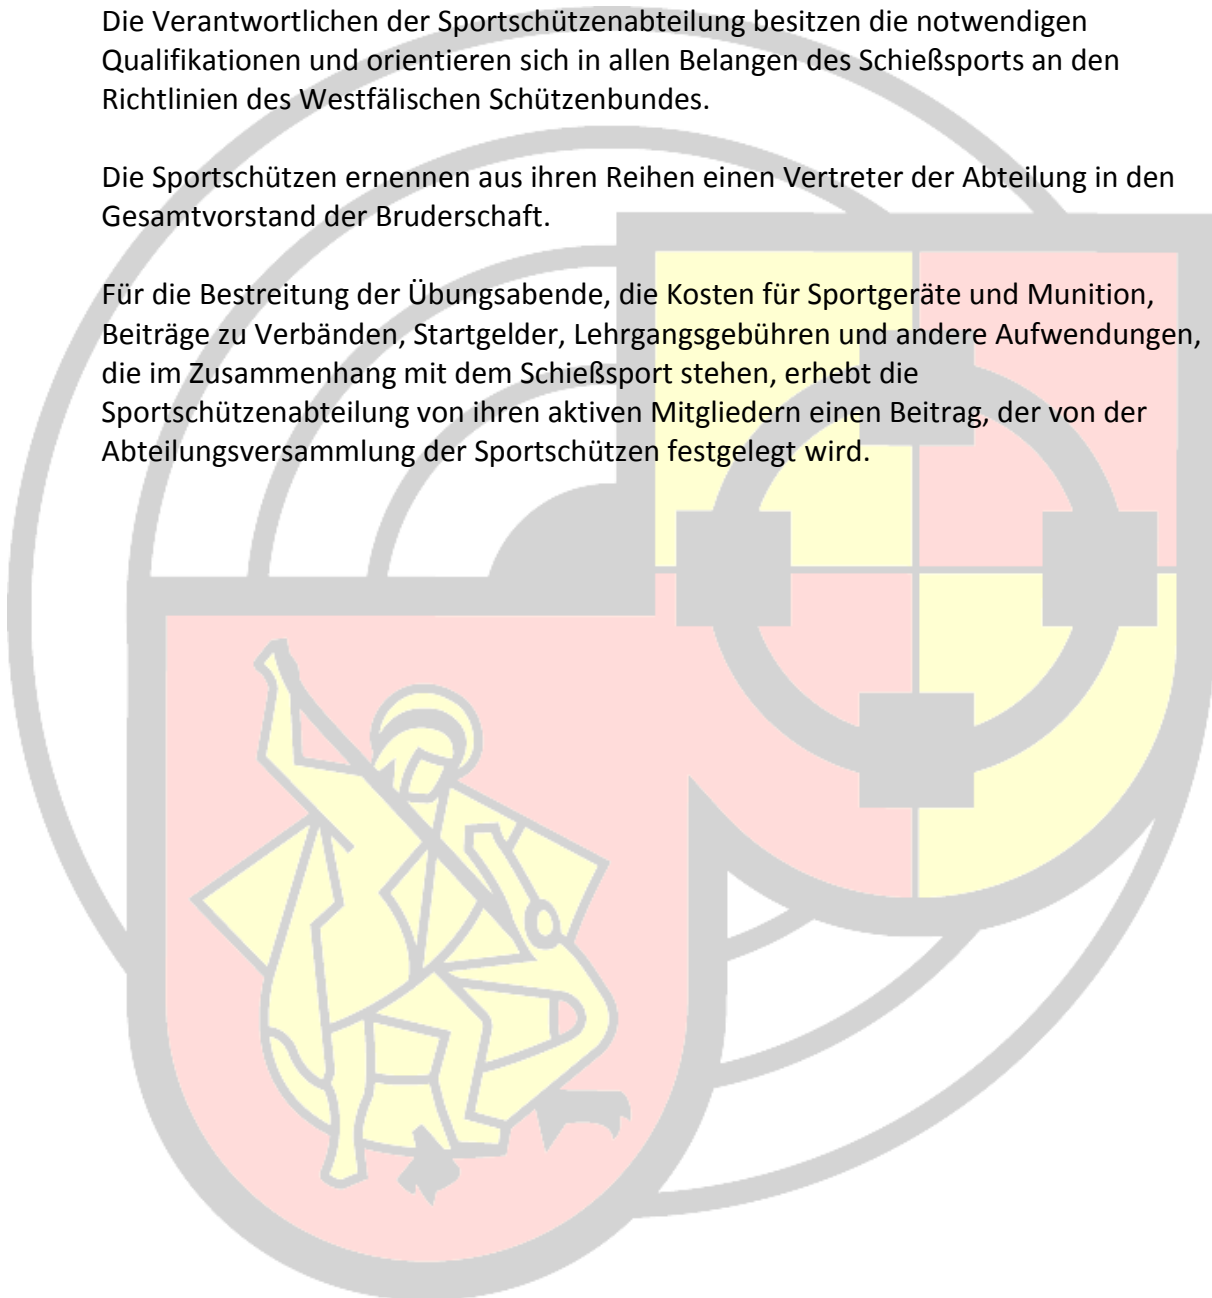 Die Verantwortlichen der Sportschützenabteilung besitzen die notwendigen
Qualifikationen und orientieren sich in allen Belangen des Schießsports an den
Richtlinien des Westfälischen Schützenbundes.
Die Sportschützen ernennen aus ihren Reihen einen Vertreter der Abteilung in den
Gesamtvorstand der Bruderschaft.
Für die Bestreitung der Übungsabende, die Kosten für Sportgeräte und Munition,
Beiträge zu Verbänden, Startgelder, Lehrgangsgebühren und andere Aufwendungen,
die im Zusammenhang mit dem Schießsport stehen, erhebt die
Sportschützenabteilung von ihren aktiven Mitgliedern einen Beitrag, der von der
Abteilungsversammlung der Sportschützen festgelegt wird.